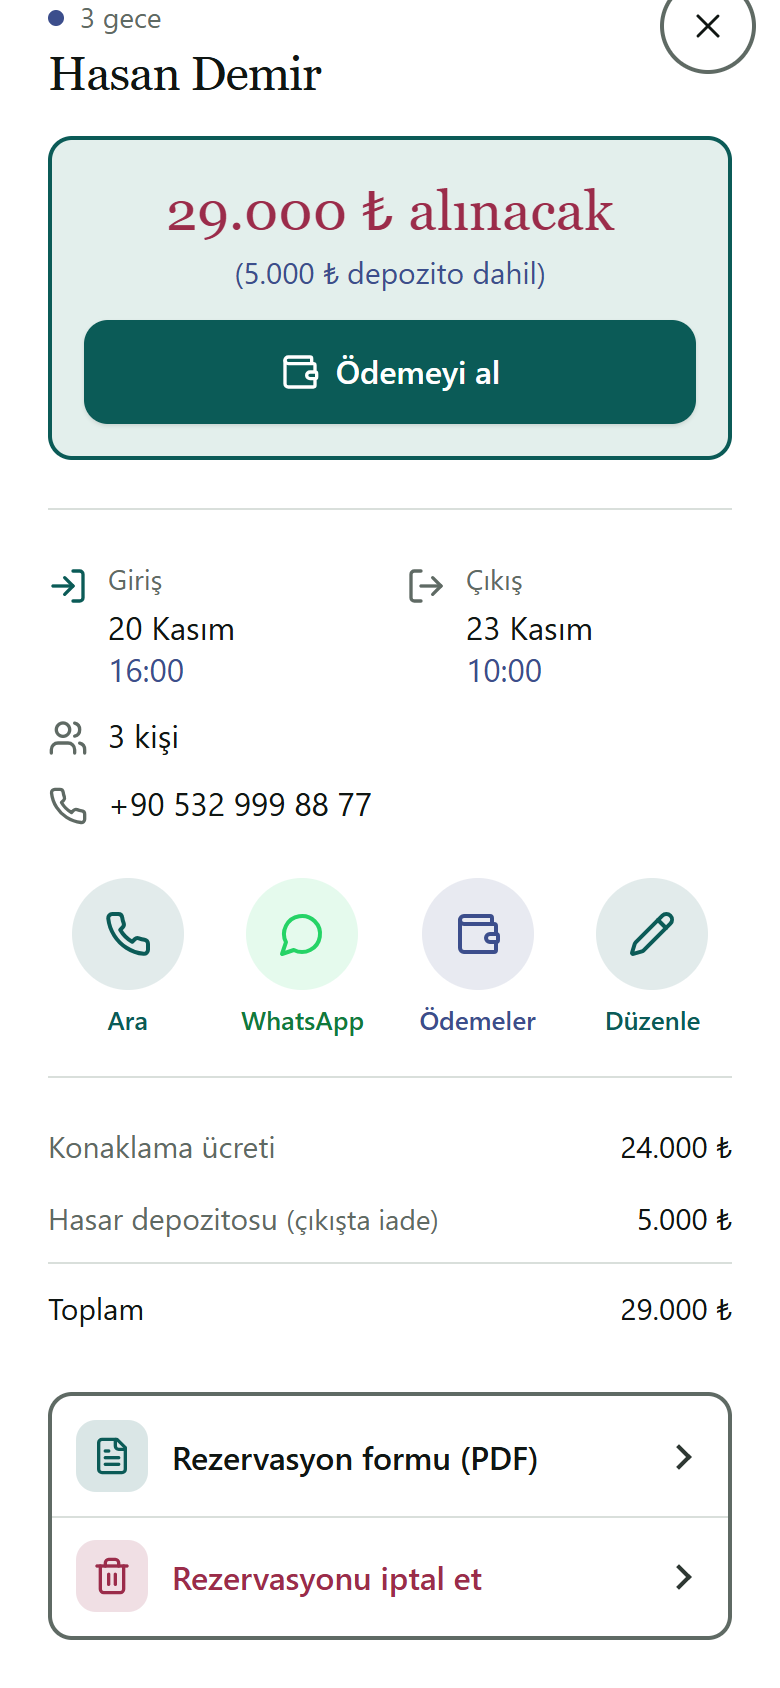 3 gece
Hasan Demir
29.000 ₺ alınacak
(5.000 ₺ depozito dahil)
Ödemeyi al
Giriş
20 Kasım
16:00
Çıkış
23 Kasım
10:00
3 kişi
+90 532 999 88 77
Ara
WhatsApp
Ödemeler
Düzenle
Konaklama ücreti 24.000 ₺
Hasar depozitosu (çıkışta iade) 5.000 ₺
Toplam 29.000 ₺
Rezervasyon formu (PDF)
Rezervasyonu iptal et